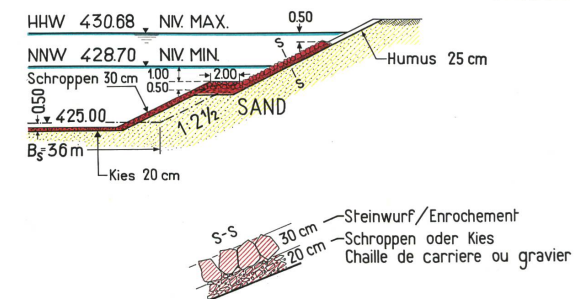 HHW 430.68 NIV. MAX.
0.50
NNW 428.70 NIV. MIN.
Humus 25 cm
Schroppen 30 cm
1.00
2.00
0.50
S
S
0.50
425.00
SAND
1:2½
Bs=36m
Kies 20 cm
S-S
30 cm
20 cm
Steinwurf/Enrochement
Schroppen oder Kies
Chaille de carriere ou gravier